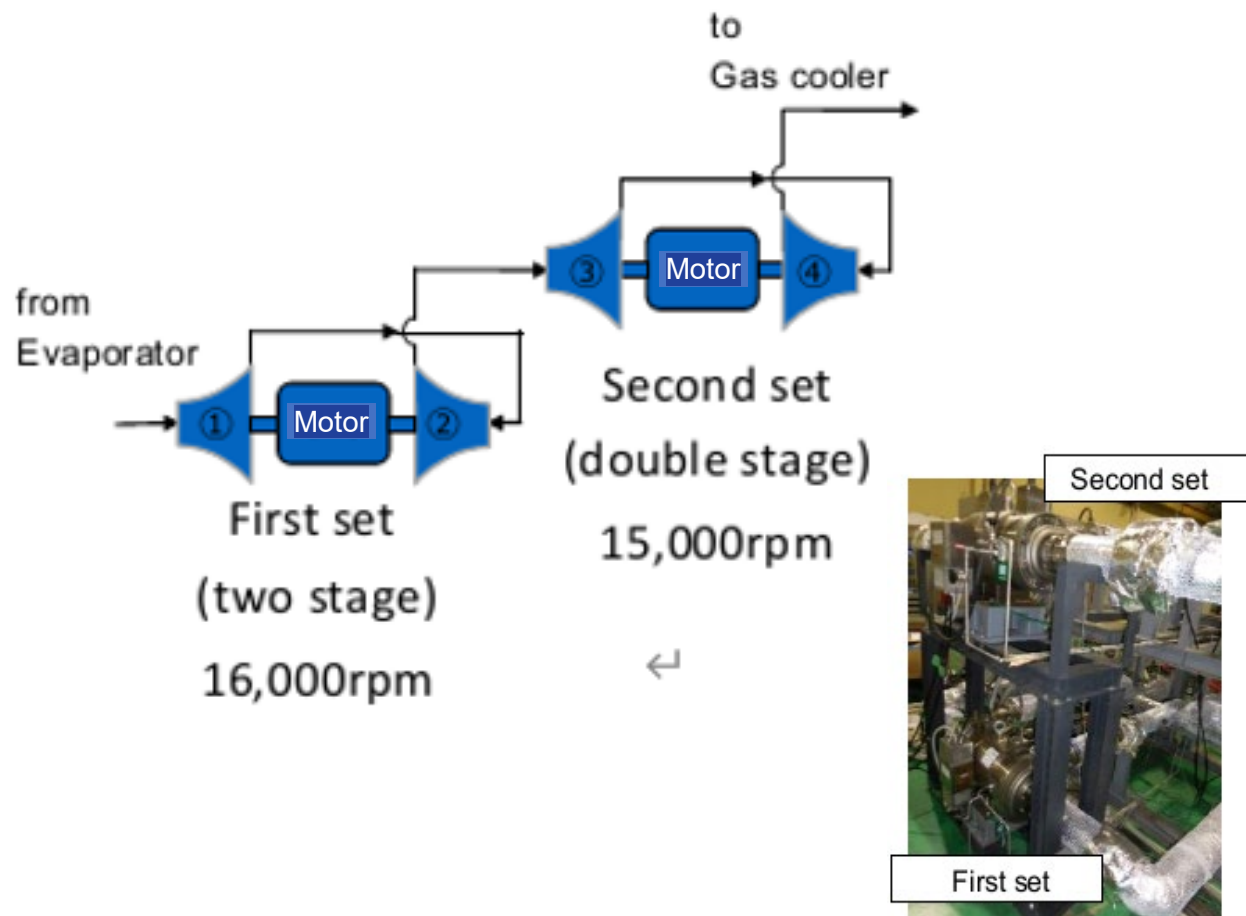 to
Gas cooler
from
Evaporator
①
Motor
②
③
Motor
④
First set
(two stage)
16,000rpm
Second set
(double stage)
15,000rpm
↵
Second set
First set